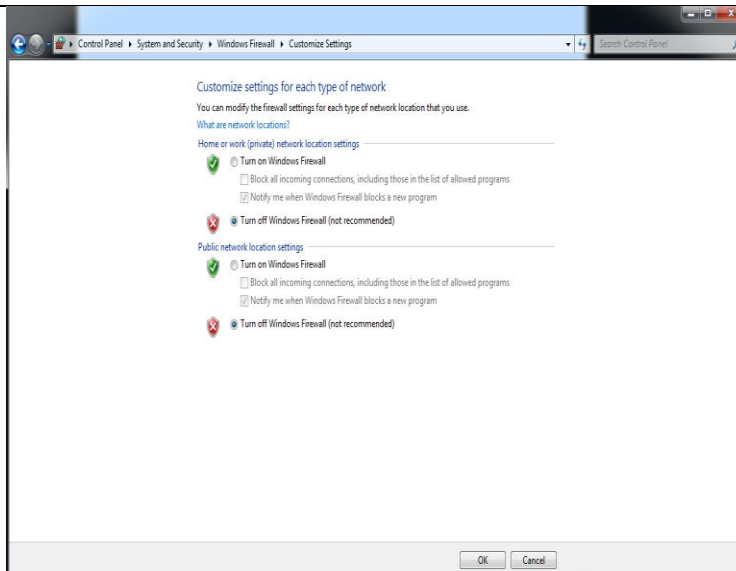 Control Panel ▸ System and Security ▸ Windows Firewall ▸ Customize Settings
Search Control Panel
Customize settings for each type of network
You can modify the firewall settings for each type of network location that you use.
What are network locations?
Home or work (private) network location settings
Turn on Windows Firewall
Block all incoming connections, including those in the list of allowed programs
Notify me when Windows Firewall blocks a new program
Turn off Windows Firewall (not recommended)
Public network location settings
Turn on Windows Firewall
Block all incoming connections, including those in the list of allowed programs
Notify me when Windows Firewall blocks a new program
Turn off Windows Firewall (not recommended)
OK Cancel